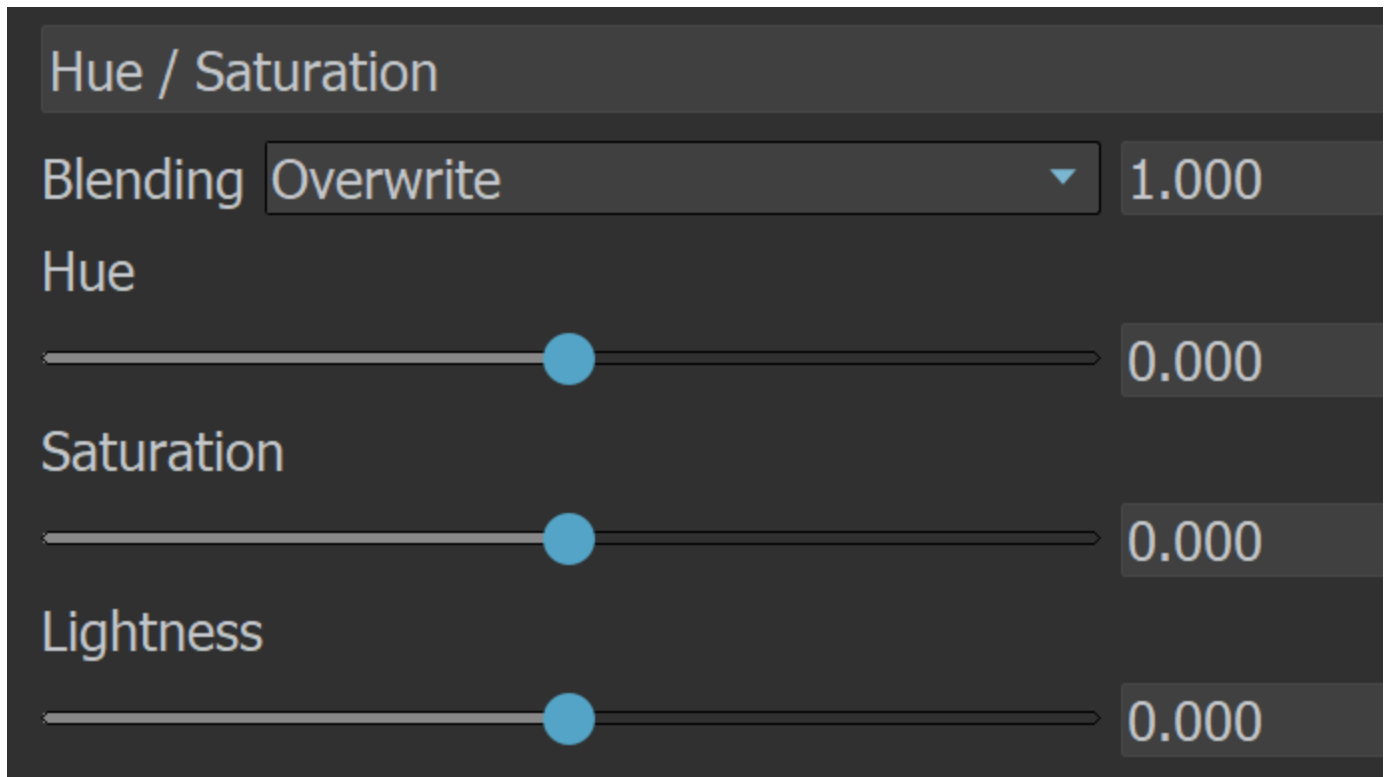 Hue / Saturation
Blending Overwrite 1.000
Hue
0.000
Saturation
0.000
Lightness
0.000